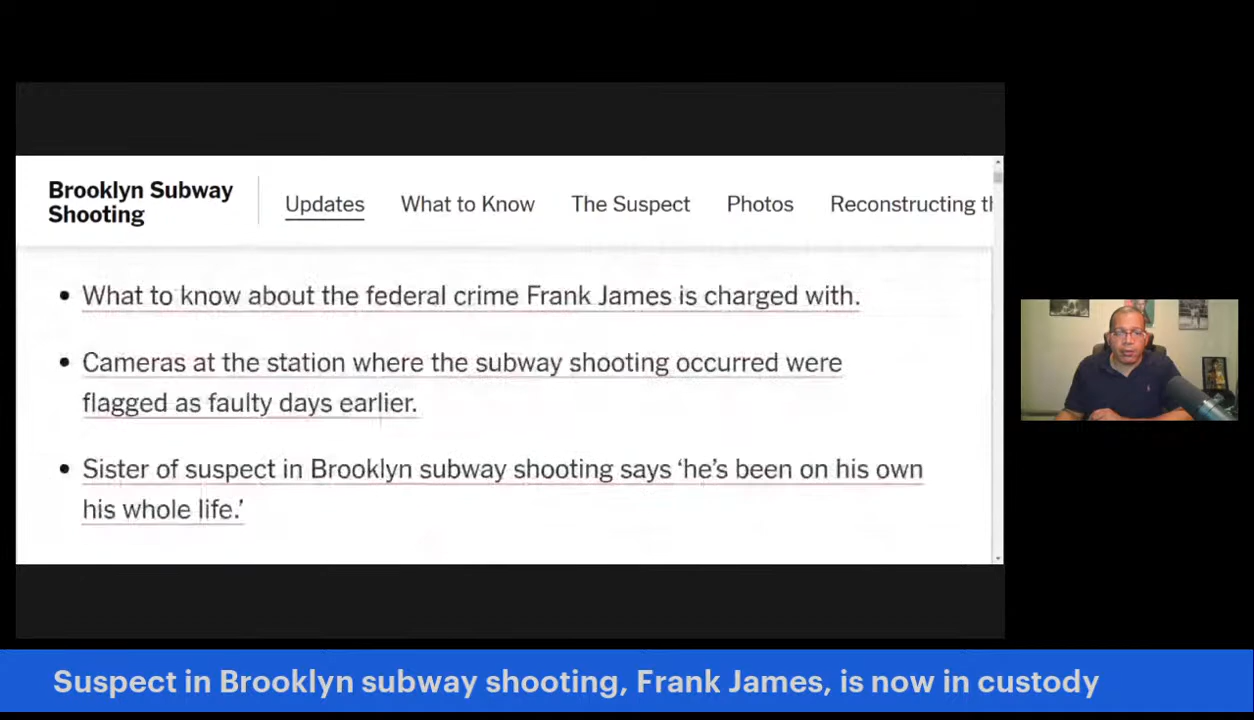 Brooklyn Subway
Shooting
Updates
What to Know
The Suspect
Photos
Reconstructing th
What to know about the federal crime Frank James is charged with.
Cameras at the station where the subway shooting occurred were
flagged as faulty days earlier.
Sister of suspect in Brooklyn subway shooting says ‘he’s been on his own
his whole life.’
Suspect in Brooklyn subway shooting, Frank James, is now in custody